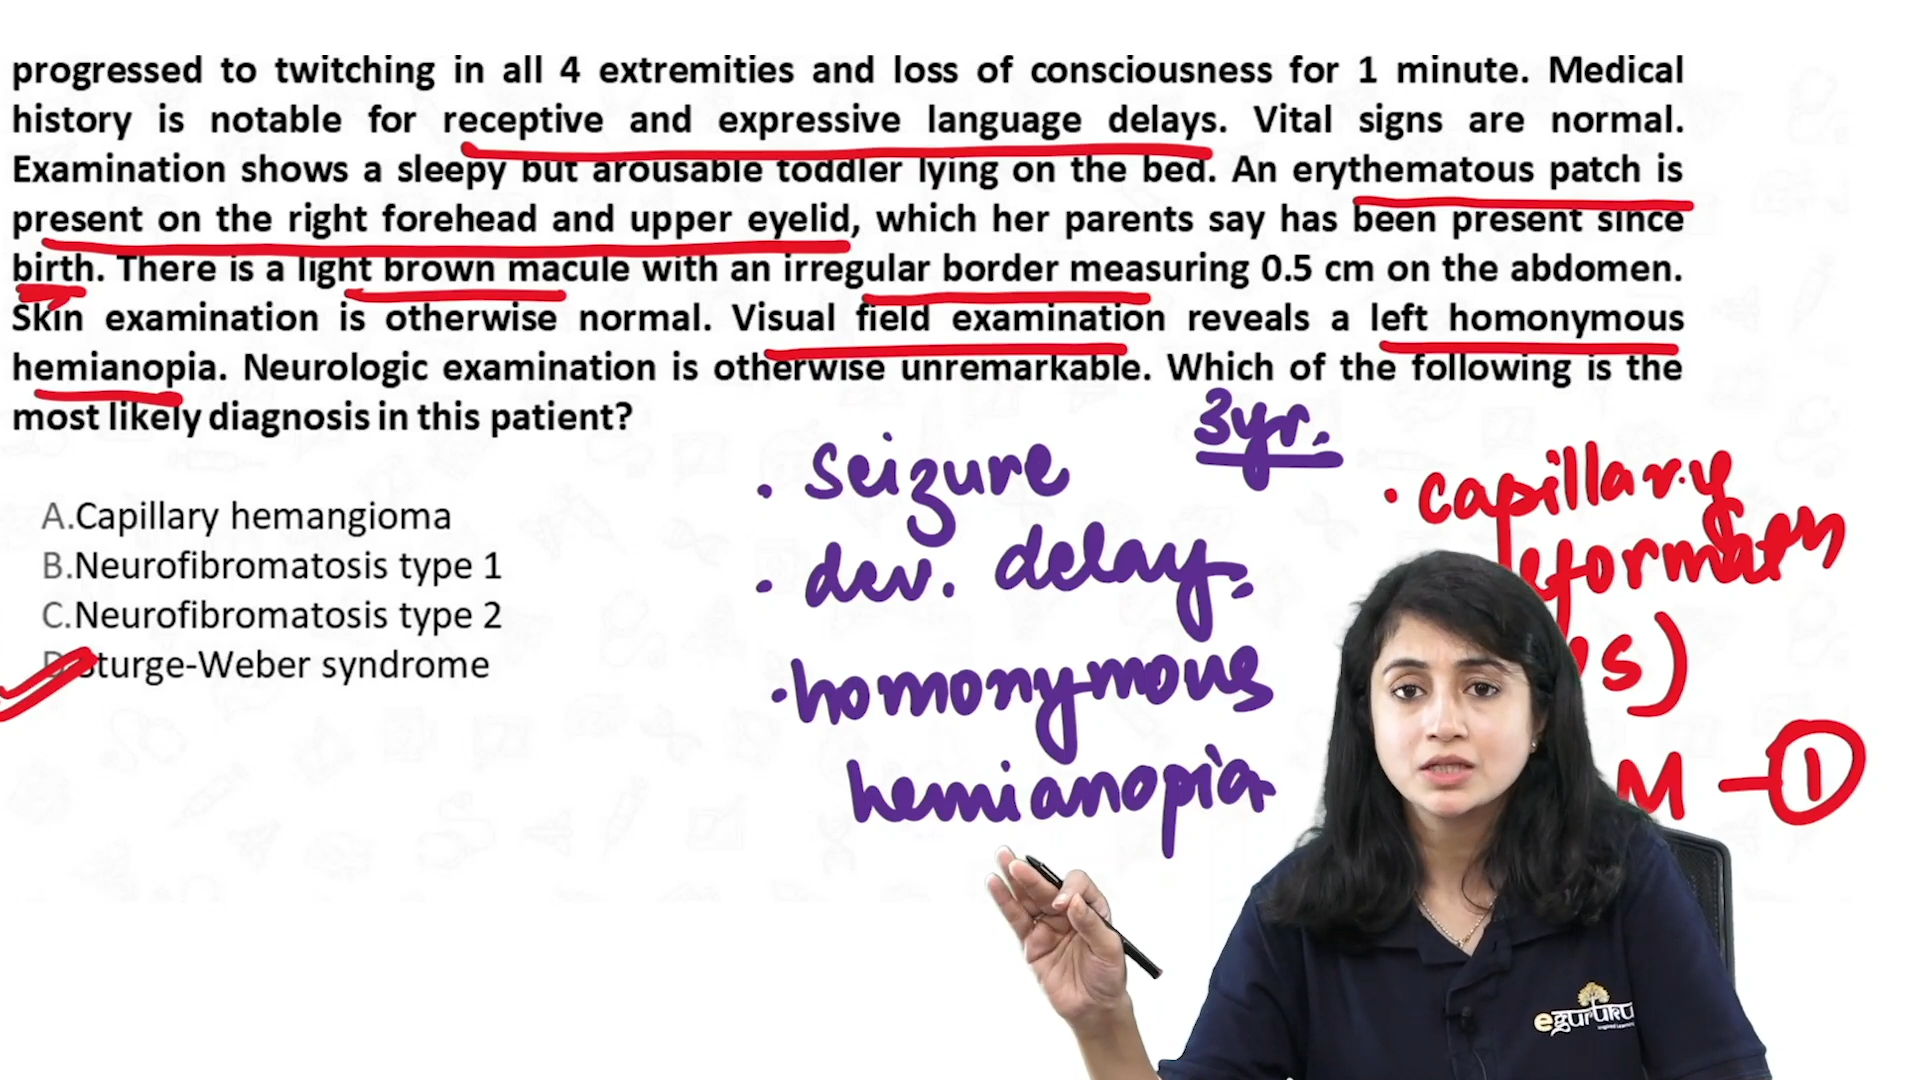 progressed to twitching in all 4 extremities and loss of consciousness for 1 minute. Medical
history is notable for receptive and expressive language delays. Vital signs are normal.
Examination shows a sleepy but arousable toddler lying on the bed. An erythematous patch is
present on the right forehead and upper eyelid, which her parents say has been present since
birth. There is a light brown macule with an irregular border measuring 0.5 cm on the abdomen.
Skin examination is otherwise normal. Visual field examination reveals a left homonymous
hemianopia. Neurologic examination is otherwise unremarkable. Which of the following is the
most likely diagnosis in this patient?
3yr.
A.Capillary hemangioma
B.Neurofibromatosis type 1
C.Neurofibromatosis type 2
D.Sturge-Weber syndrome
. seizure
. dev. delay
. homonymous
hemianopia
. capillary
s)
M - 1
eguruku